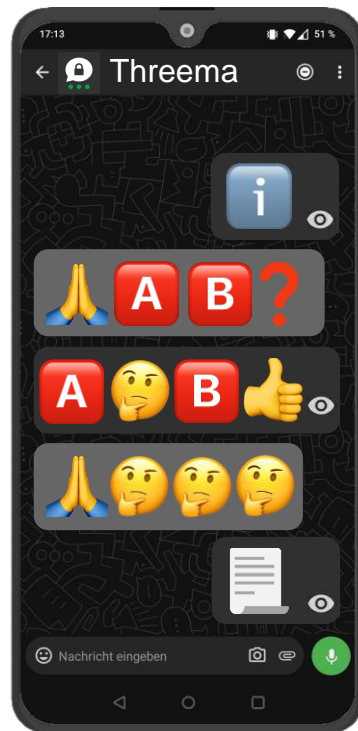 17:13 51 %
Threema
i
🙏 A B ❓
A 🤔 B 👍
Nachricht eingeben